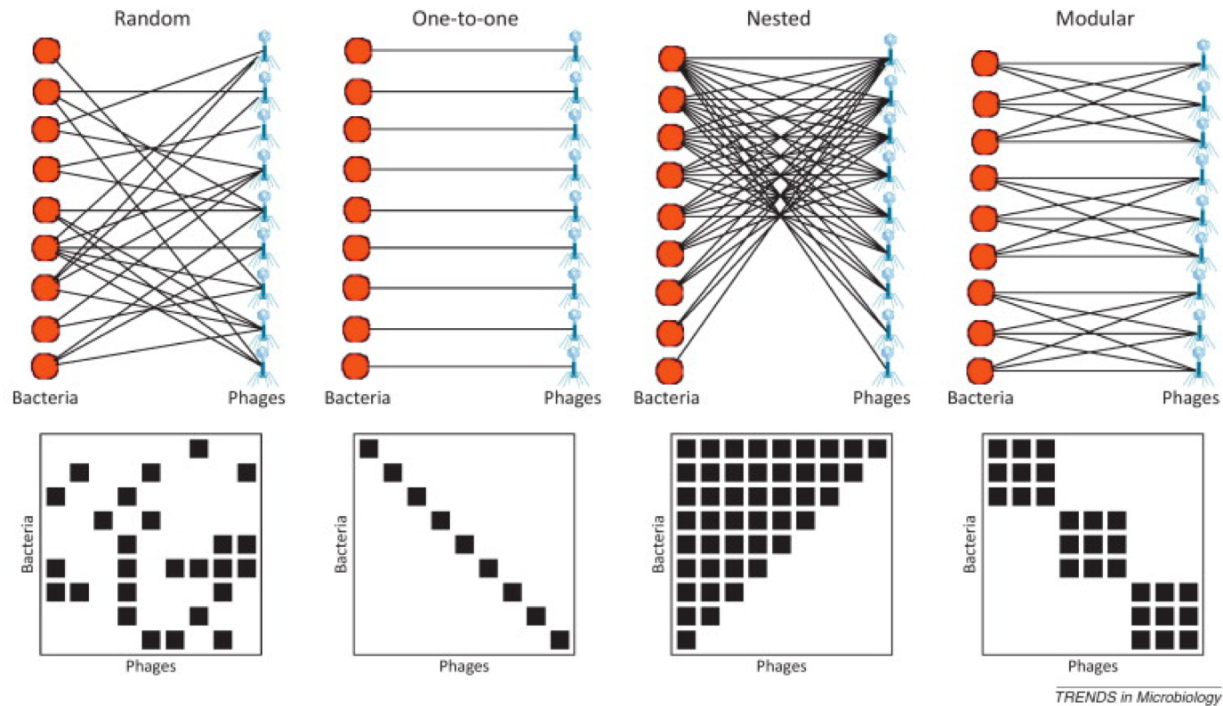 Random
One-to-one
Nested
Modular
Bacteria
Phages
Bacteria
Phages
Bacteria
Phages
Bacteria
Phages
Bacteria
Phages
Bacteria
Phages
Bacteria
Phages
Bacteria
Phages
TRENDS in Microbiology